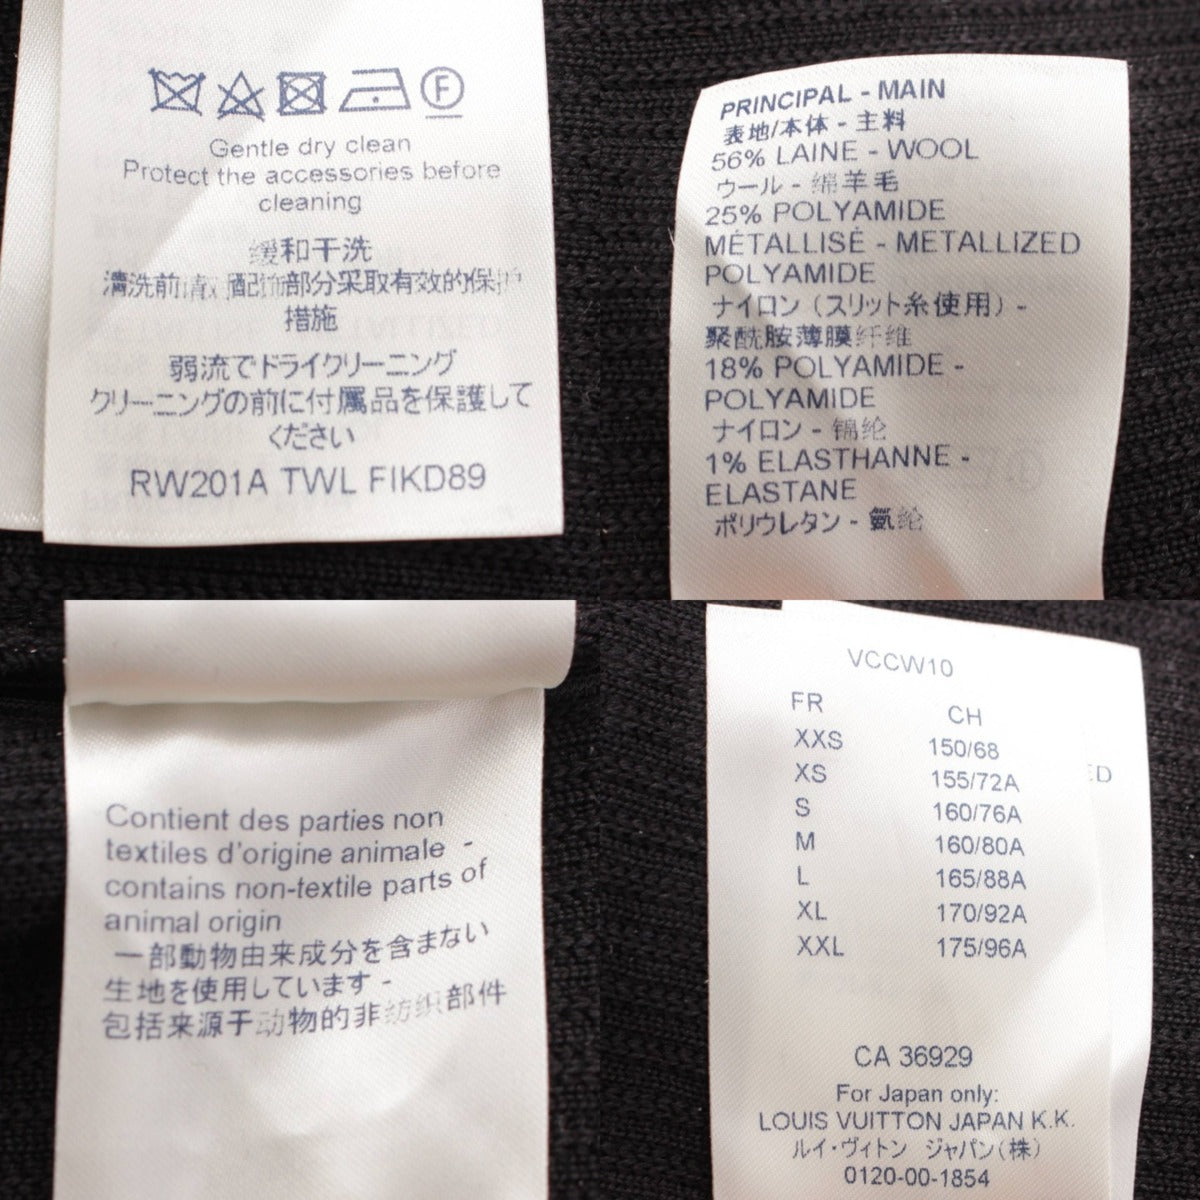 F
Gentle dry clean
Protect the accessories before
cleaning
缓和干洗
清洗前请散配饰部分采取有效的保护
措施
弱流でドライクリーニング
クリーニングの前に付属品を保護して
ください
RW201A TWL FIKD89
PRINCIPAL - MAIN
表地/本体 - 主料
56% LAINE - WOOL
ウール - 绵羊毛
25% POLYAMIDE
MÉTALLISÉ - METALLIZED
POLYAMIDE
ナイロン (スリット糸使用) -
聚酰胺薄膜纤维
18% POLYAMIDE -
POLYAMIDE
ナイロン - 锦纶
1% ELASTHANNE -
ELASTANE
ポリウレタン - 氨纶
Contient des parties non
textiles d'origine animale -
contains non-textile parts of
animal origin
一部動物由来成分を含まない
生地を使用しています -
包括来源于动物的非纺织部件
VCCW10
FR CH
XXS 150/68
XS 155/72A
S 160/76A
M 160/80A
L 165/88A
XL 170/92A
XXL 175/96A
ED
CA 36929
For Japan only:
LOUIS VUITTON JAPAN K.K.
ルイ・ヴィトン ジャパン(株)
0120-00-1854